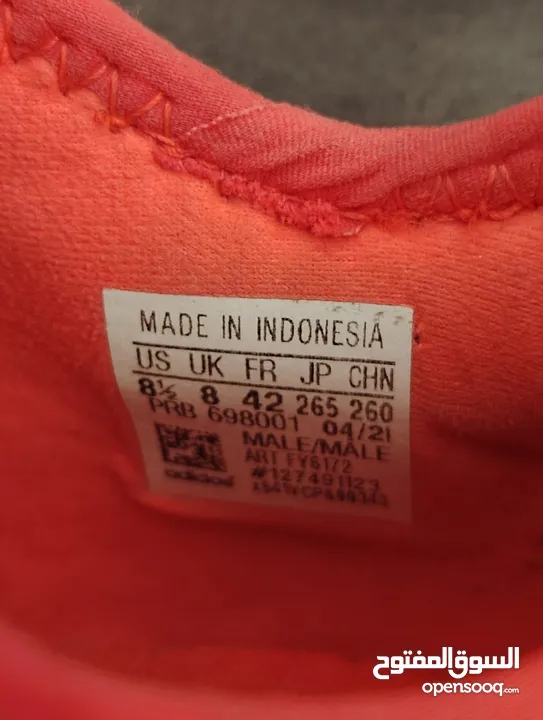 MADE IN INDONESIA
US UK FR JP CHN
8½ 8 42 265 260
PRB 698001 04/21
MALE/MÂLE
ART FY6172
#127491123
adidas
السوق المفتوح
opensooq.com